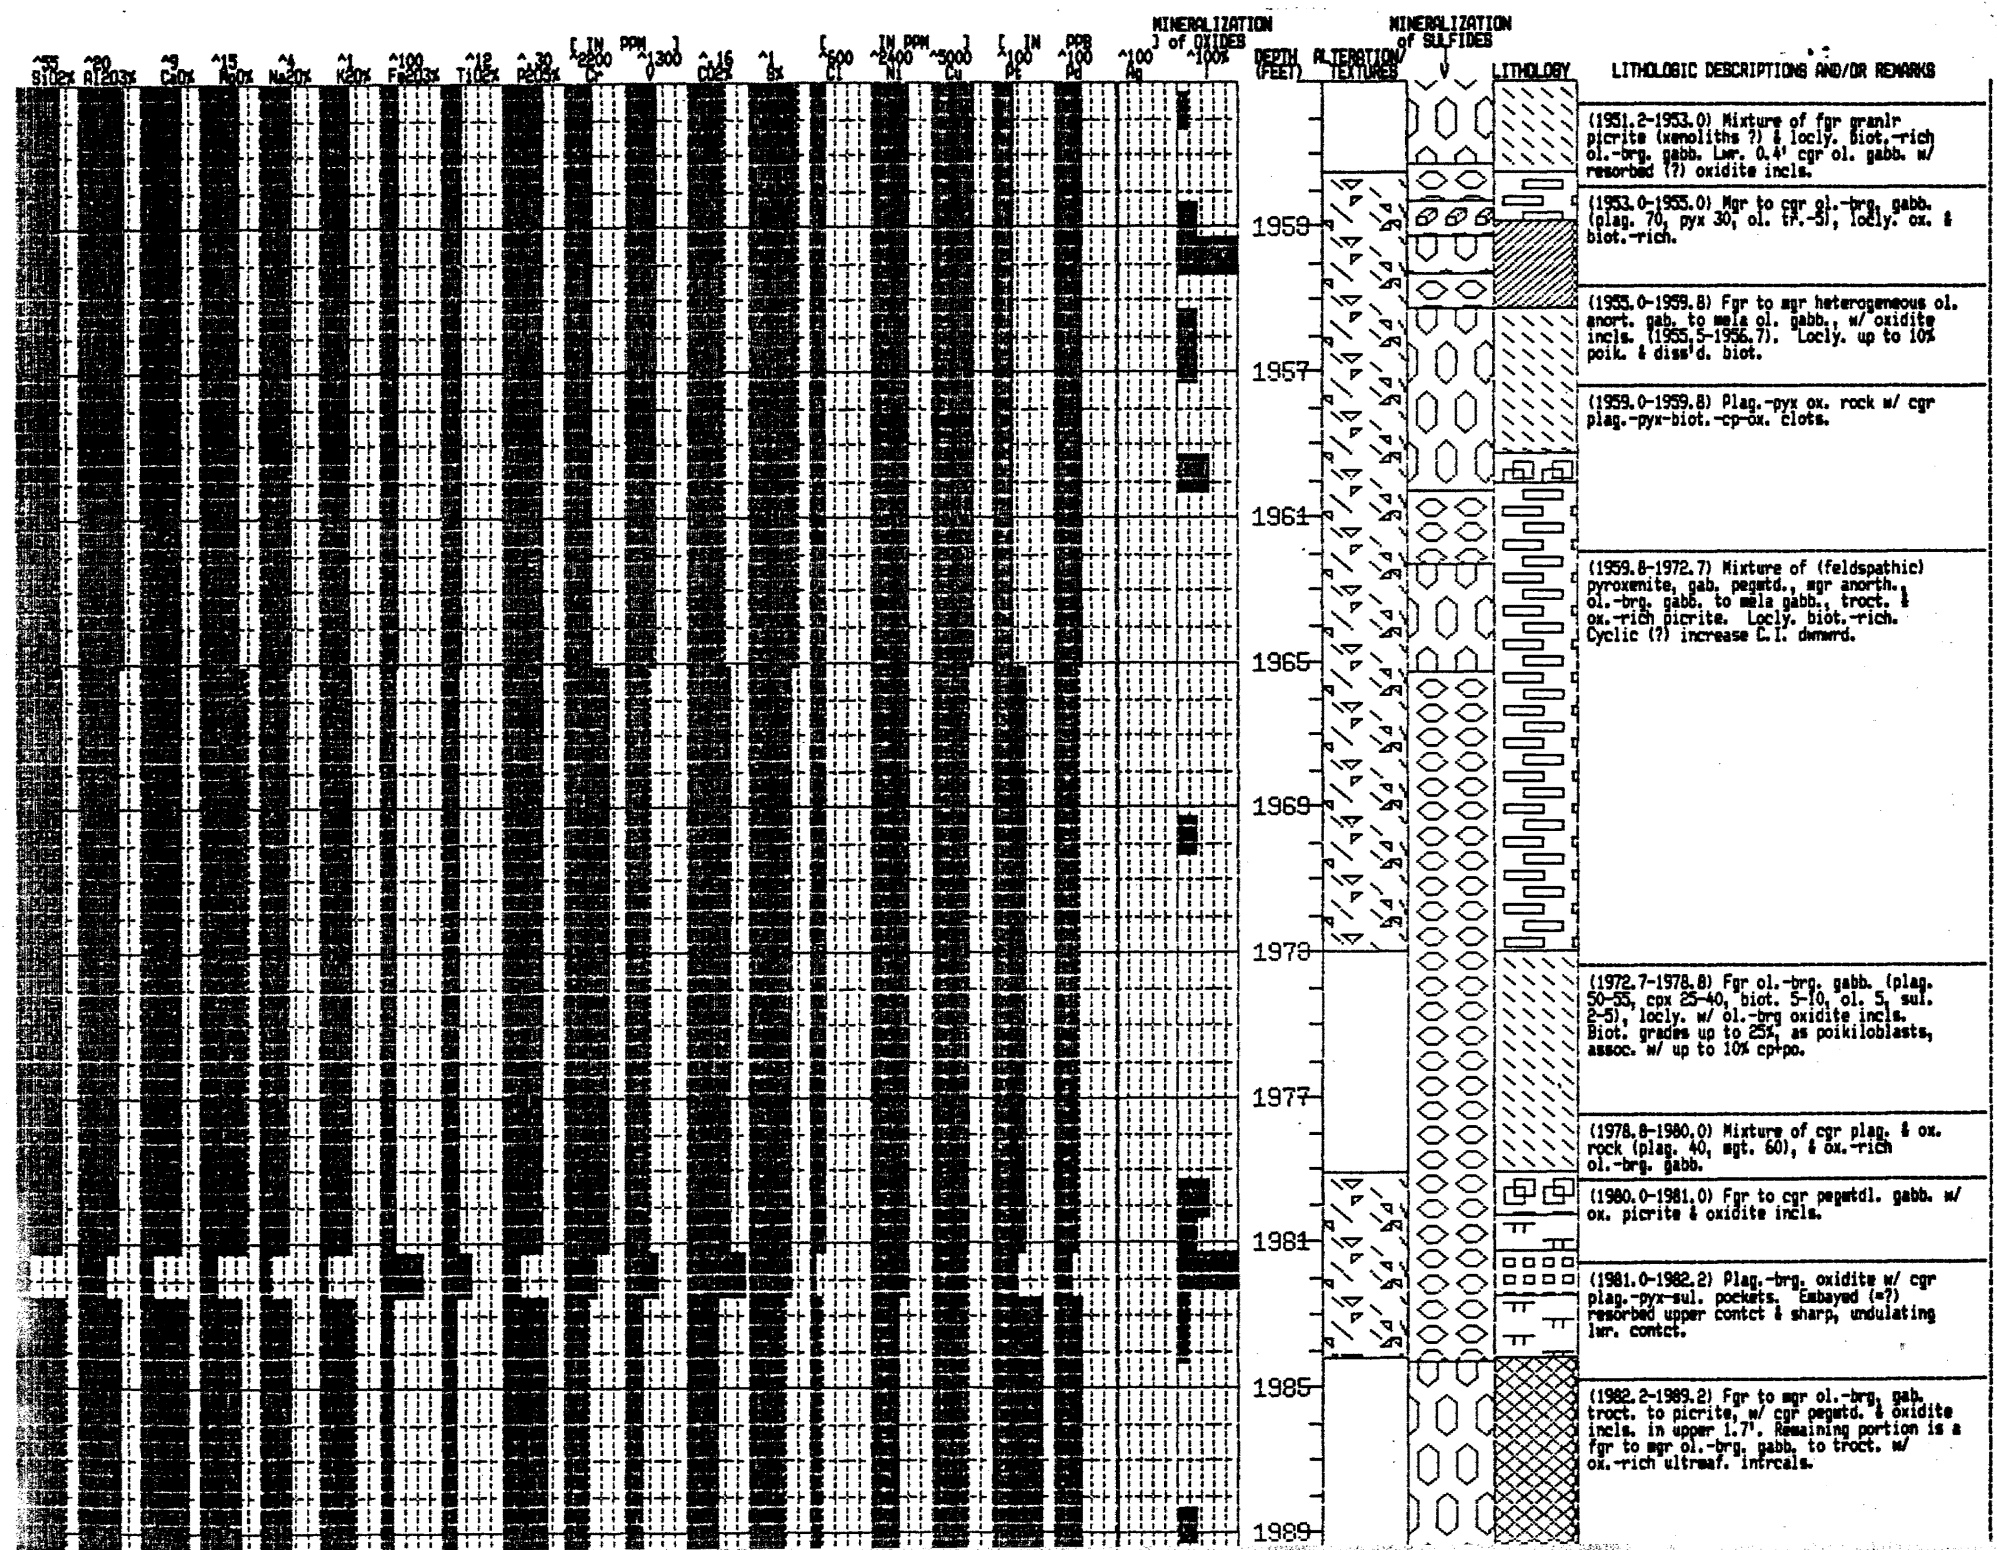 MINERALIZATION MINERALIZATION
[ IN PPM ] [ IN PPM ] [ IN PPB ] of OXIDES of SULFIDES
^55 ^20 ^9 ^15 ^4 ^1 ^100 ^12 ^.30 ^2200 ^1300 ^.16 ^1 ^600 ^2400 ^5000 ^100 ^100 ^100 ^100% DEPTH ALTERATION/
SiO2% Al2O3% CaO% MgO% Na2O% K2O% Fe2O3% TiO2% P2O5% Cr V CO2% S% Cl Ni Cu Pt Pd Ag (FEET) TEXTURES LITHOLOGY LITHOLOGIC DESCRIPTIONS AND/OR REMARKS
(1951.2-1953.0) Mixture of fgr granlr
picrite (xenoliths ?) & locly. biot.-rich
ol.-brg. gabb. Lwr. 0.4' cgr ol. gabb. w/
resorbed (?) oxidite incls.
(1953.0-1955.0) Mgr to cgr ol.-brg. gabb.
(plag. 70, pyx 30, ol. tr.-5), locly. ox. &
biot.-rich.
1953
(1955.0-1959.8) Fgr to mgr heterogeneous ol.
anort. gab. to mela ol. gabb., w/ oxidite
incls. (1955.5-1956.7). Locly. up to 10%
poik. & diss'd. biot.
1957
(1959.0-1959.8) Plag.-pyx ox. rock w/ cgr
plag.-pyx-biot.-cp-ox. clots.
1961
(1959.8-1972.7) Mixture of (feldspathic)
pyroxenite, gab. pegmtd., mgr anorth.,
ol.-brg. gabb. to mela gabb., troct. &
ox.-rich picrite. Locly. biot.-rich.
Cyclic (?) increase C.I. dwnwrd.
1965
1969
1973
(1972.7-1978.8) Fgr ol.-brg. gabb. (plag.
50-55, cpx 25-40, biot. 5-10, ol. 5, sul.
2-5), locly. w/ ol.-brg oxidite incls.
Biot. grades up to 25%, as poikiloblasts,
assoc. w/ up to 10% cp+po.
1977
(1978.8-1980.0) Mixture of cgr plag. & ox.
rock (plag. 40, mgt. 60), & ox.-rich
ol.-brg. gabb.
(1980.0-1981.0) Fgr to cgr pegmtdl. gabb. w/
ox. picrite & oxidite incls.
1981
(1981.0-1982.2) Plag.-brg. oxidite w/ cgr
plag.-pyx-sul. pockets. Embayed (=?)
resorbed upper contct & sharp, undulating
lwr. contct.
1985
(1982.2-1989.2) Fgr to mgr ol.-brg. gab.
troct. to picrite, w/ cgr pegmtd. & oxidite
incls. in upper 1.7'. Remaining portion is a
fgr to mgr ol.-brg. gabb. to troct. w/
ox.-rich ultrmaf. intrcals.
1989